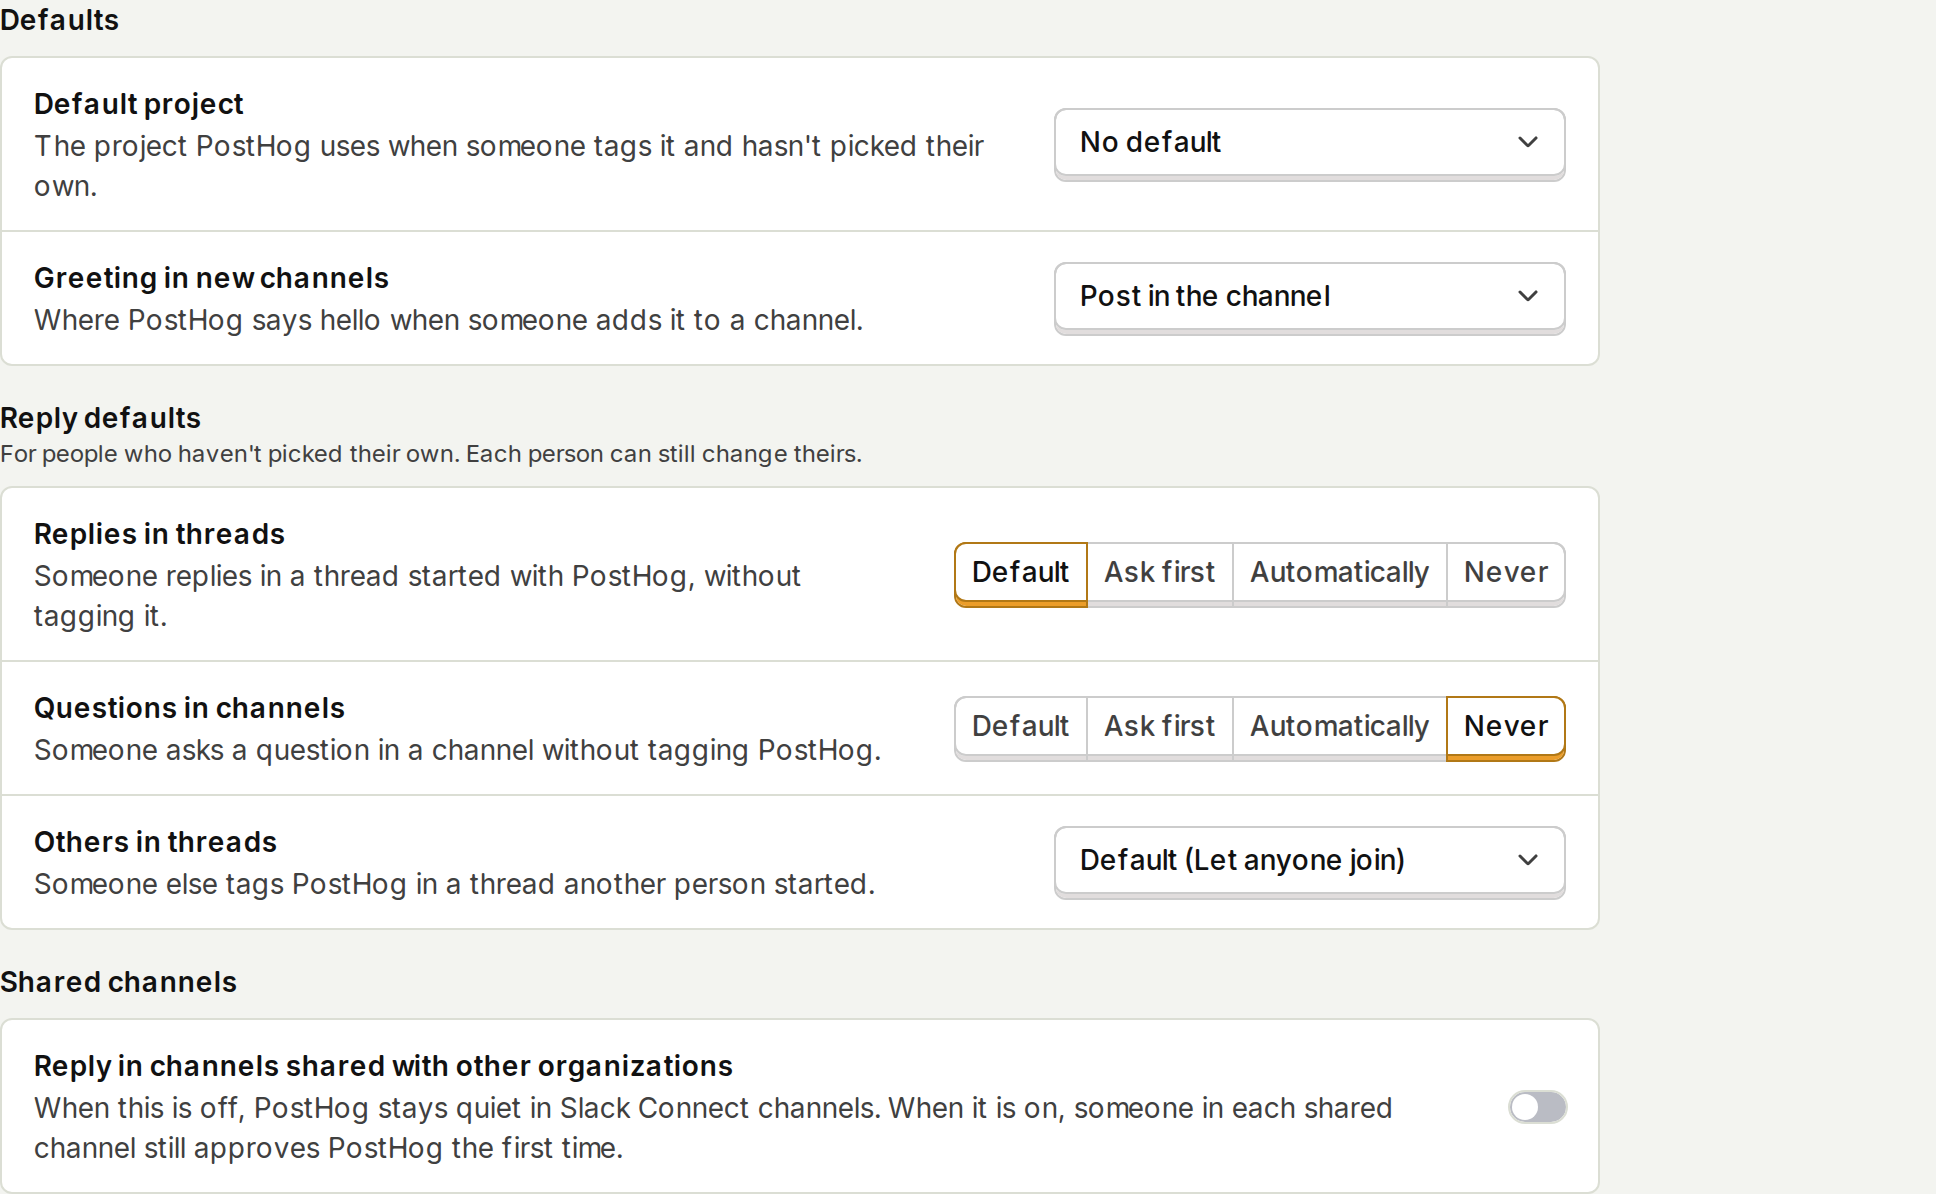 Defaults
Default project
The project PostHog uses when someone tags it and hasn't picked their
own.
No default
Greeting in new channels
Where PostHog says hello when someone adds it to a channel.
Post in the channel
Reply defaults
For people who haven't picked their own. Each person can still change theirs.
Replies in threads
Someone replies in a thread started with PostHog, without
tagging it.
Default Ask first Automatically Never
Questions in channels
Someone asks a question in a channel without tagging PostHog.
Default Ask first Automatically Never
Others in threads
Someone else tags PostHog in a thread another person started.
Default (Let anyone join)
Shared channels
Reply in channels shared with other organizations
When this is off, PostHog stays quiet in Slack Connect channels. When it is on, someone in each shared
channel still approves PostHog the first time.